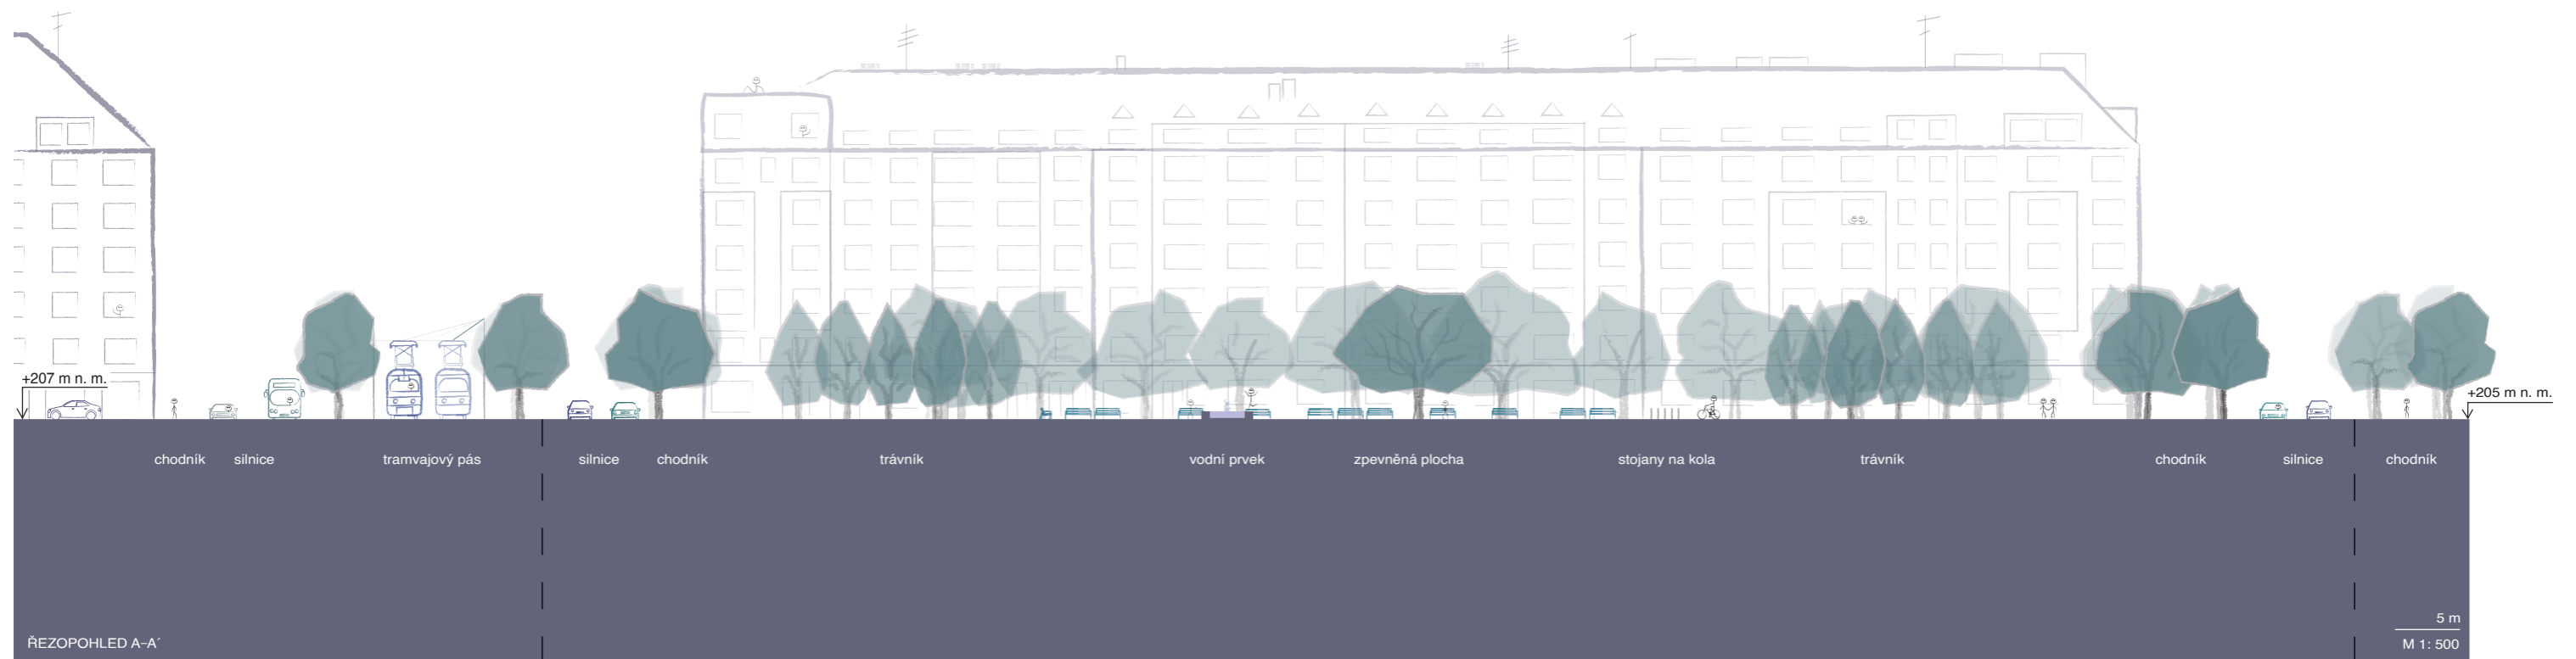 +207 m n. m.
+205 m n. m.
chodník
silnice
tramvajový pás
silnice
chodník
trávník
vodní prvek
zpevněná plocha
stojany na kola
trávník
chodník
silnice
chodník
5 m
ŘEZOPOHLED A–A´
M 1: 500